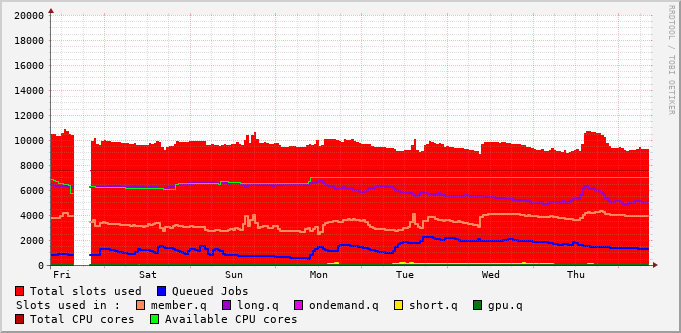 RRDTOOL / TOBI OETIKER
20000
18000
16000
14000
12000
10000
8000
6000
4000
2000
0
Fri Sat Sun Mon Tue Wed Thu
Total slots used Queued Jobs
Slots used in : member.q long.q ondemand.q short.q gpu.q
Total CPU cores Available CPU cores